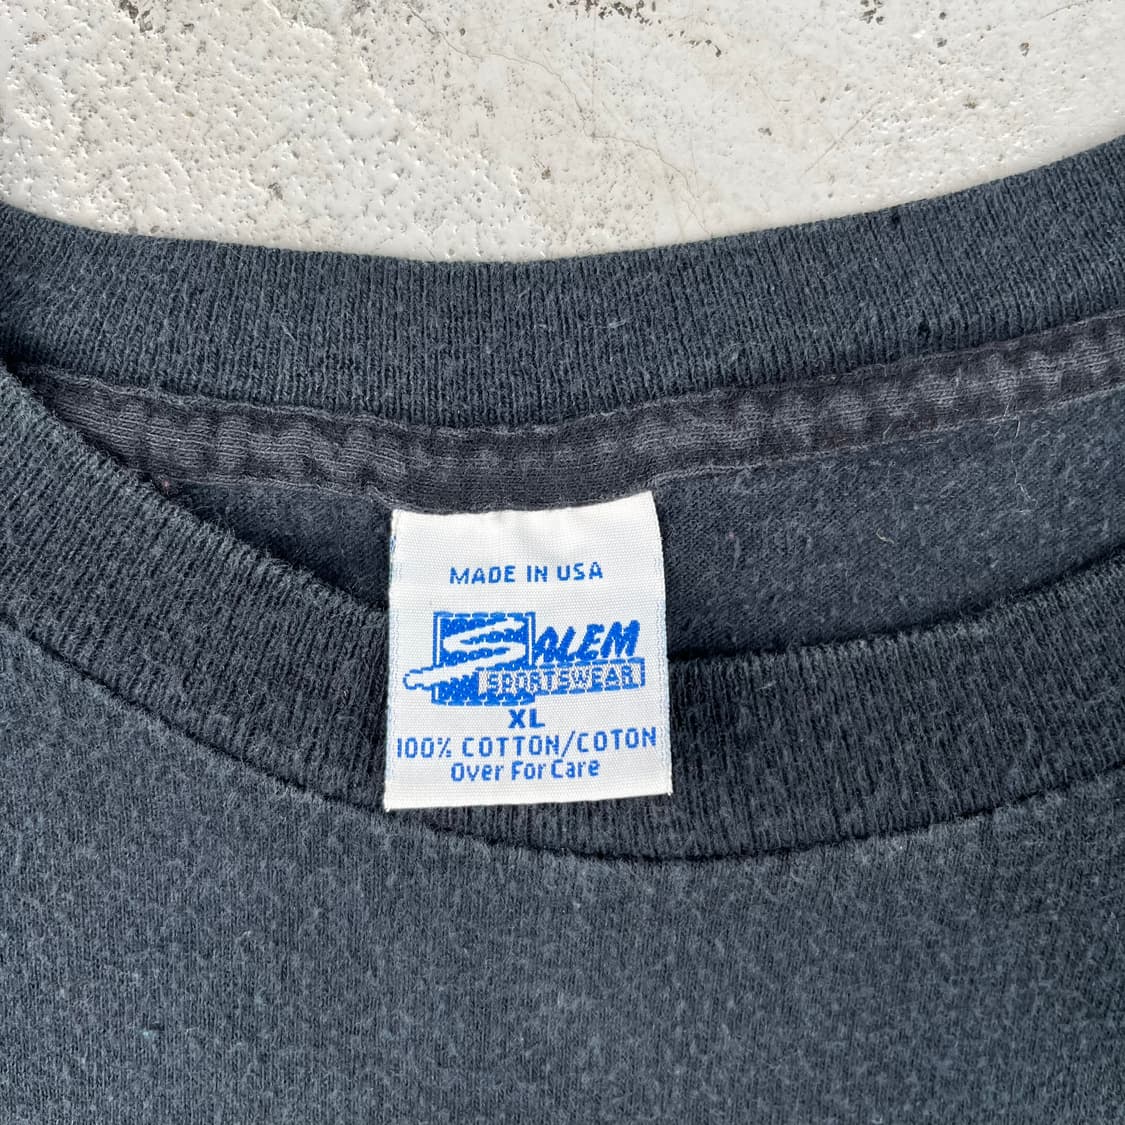 MADE IN USA
SALEM
SPORTSWEAR
XL
100% COTTON/COTON
Over For Care